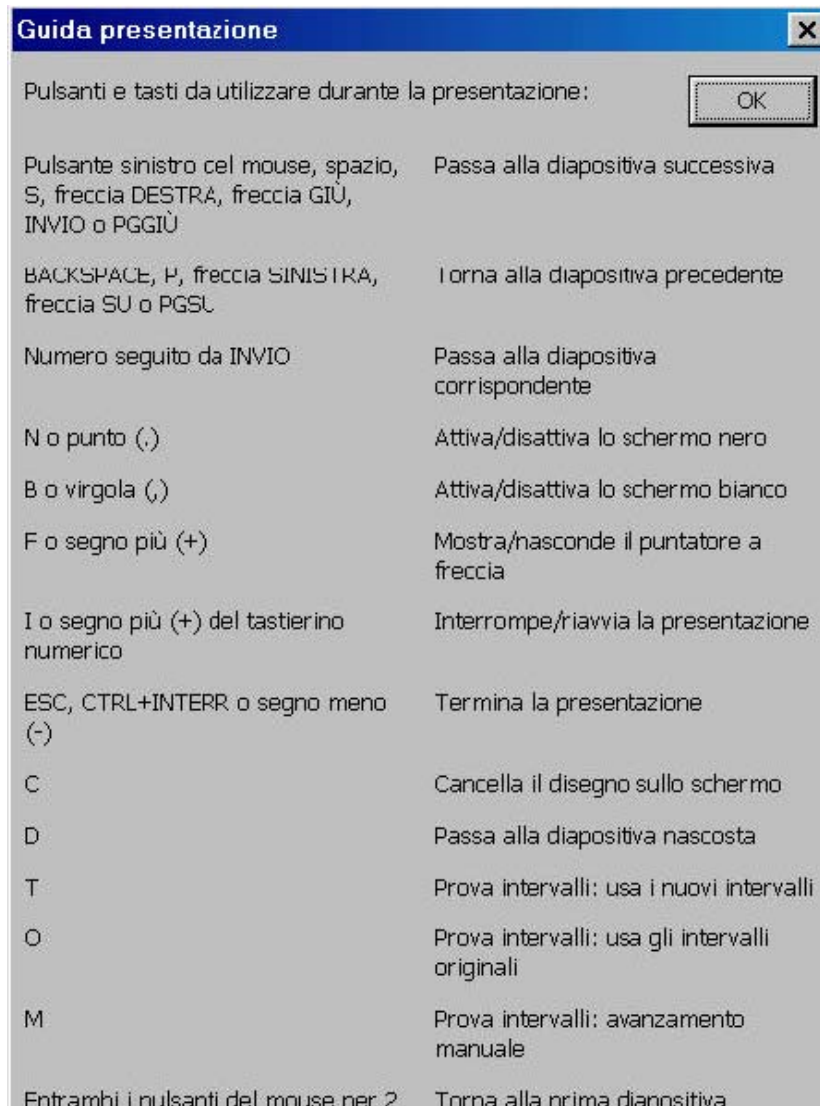 Guida presentazione
Pulsanti e tasti da utilizzare durante la presentazione:
OK
Pulsante sinistro cel mouse, spazio,
S, freccia DESTRA, freccia GIÙ,
INVIO o PGGIÙ
Passa alla diapositiva successiva
BACKSPACE, P, freccia SINISTRA,
freccia SU o PGSU
Torna alla diapositiva precedente
Numero seguito da INVIO
Passa alla diapositiva
corrispondente
N o punto (.)
Attiva/disattiva lo schermo nero
B o virgola (,)
Attiva/disattiva lo schermo bianco
F o segno più (+)
Mostra/nasconde il puntatore a
freccia
I o segno più (+) del tastierino
numerico
Interrompe/riavvia la presentazione
ESC, CTRL+INTERR o segno meno
(-)
Termina la presentazione
C
Cancella il disegno sullo schermo
D
Passa alla diapositiva nascosta
T
Prova intervalli: usa i nuovi intervalli
O
Prova intervalli: usa gli intervalli
originali
M
Prova intervalli: avanzamento
manuale
Entrambi i pulsanti del mouse per 2
Torna alla prima diapositiva